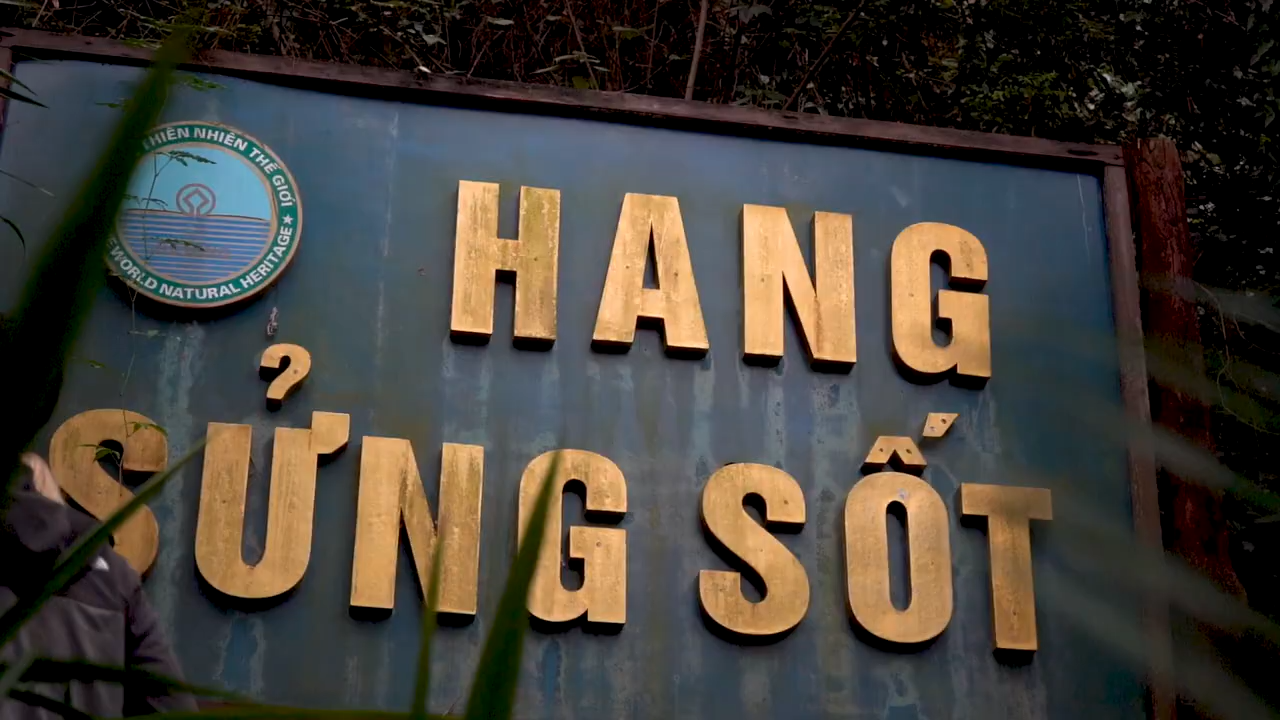 THIÊN NHIÊN THẾ GIỚI
WORLD NATURAL HERITAGE
HANG
SỬNG SỐT